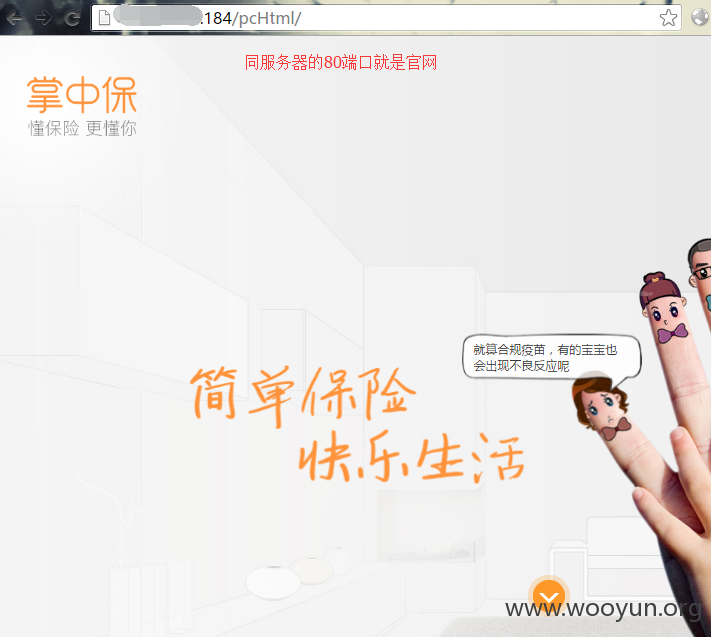 .184/pcHtml/
同服务器的80端口就是官网
掌中保
懂保险 更懂你
就算合规疫苗，有的宝宝也
会出现不良反应呢
简单保险
快乐生活
www.wooyun.org